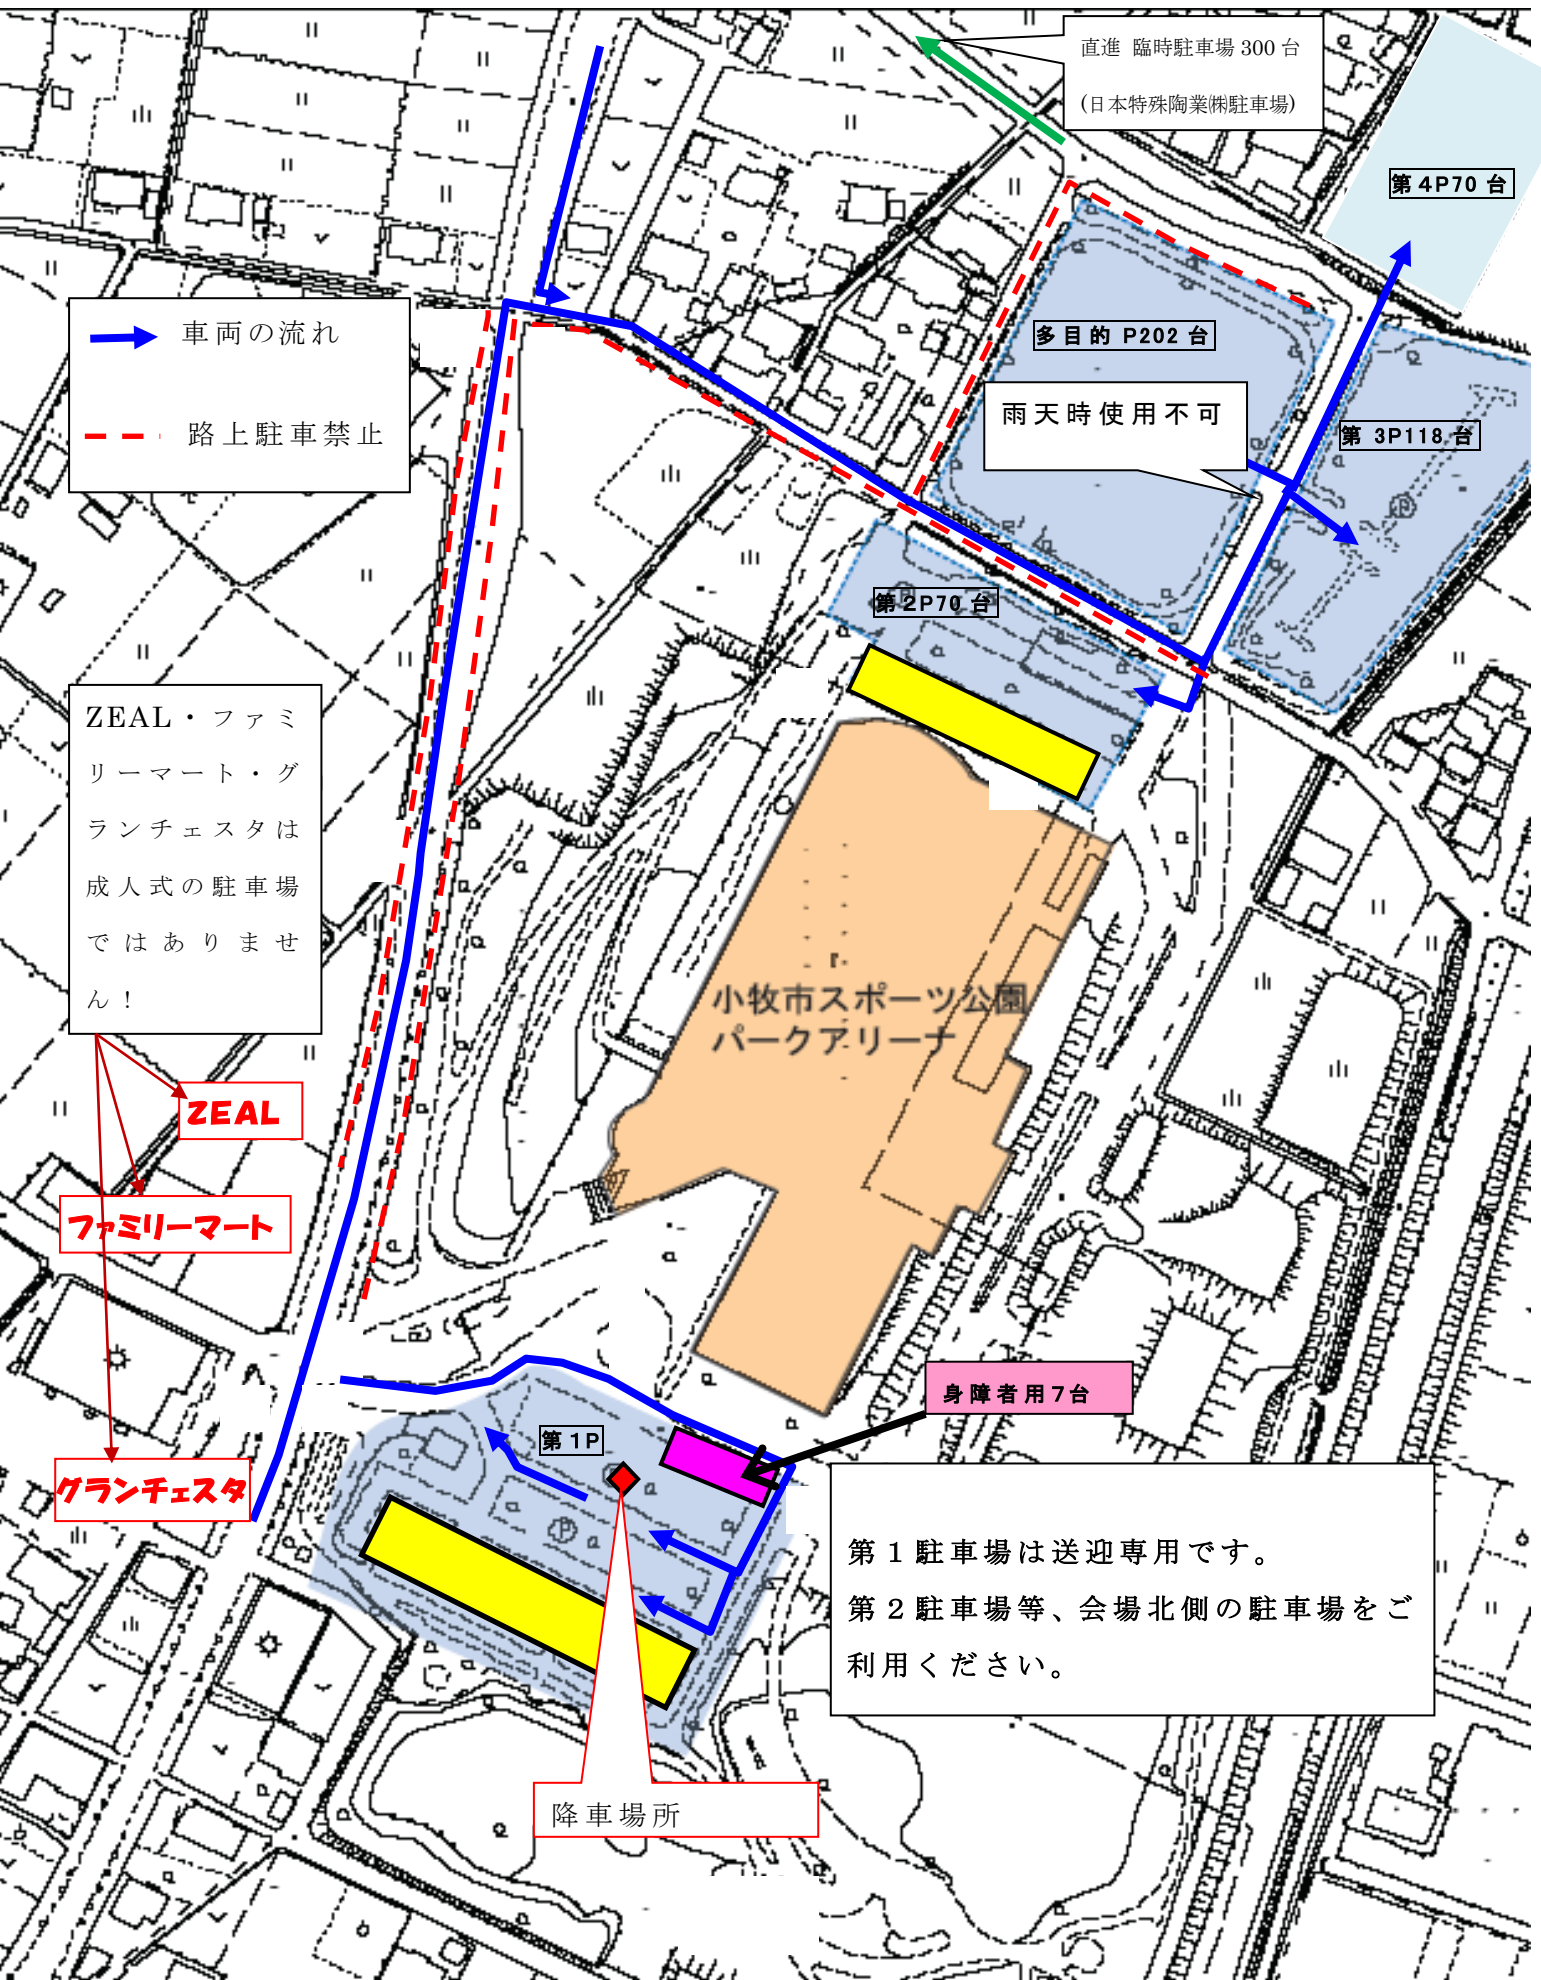 直進 臨時駐車場 300 台
(日本特殊陶業㈱駐車場)
第 4P70 台
車両の流れ
路上駐車禁止
多目的 P202 台
雨天時使用不可
第 3P118 台
第 2P70 台
ZEAL・ファミ
リーマート・グ
ランチェスタは
成人式の駐車場
ではありませ
ん！
小牧市スポーツ公園
パークアリーナ
ZEAL
ファミリーマート
グランチェスタ
身障者用7台
第 1P
第１駐車場は送迎専用です。
第２駐車場等、会場北側の駐車場をご
利用ください。
降車場所